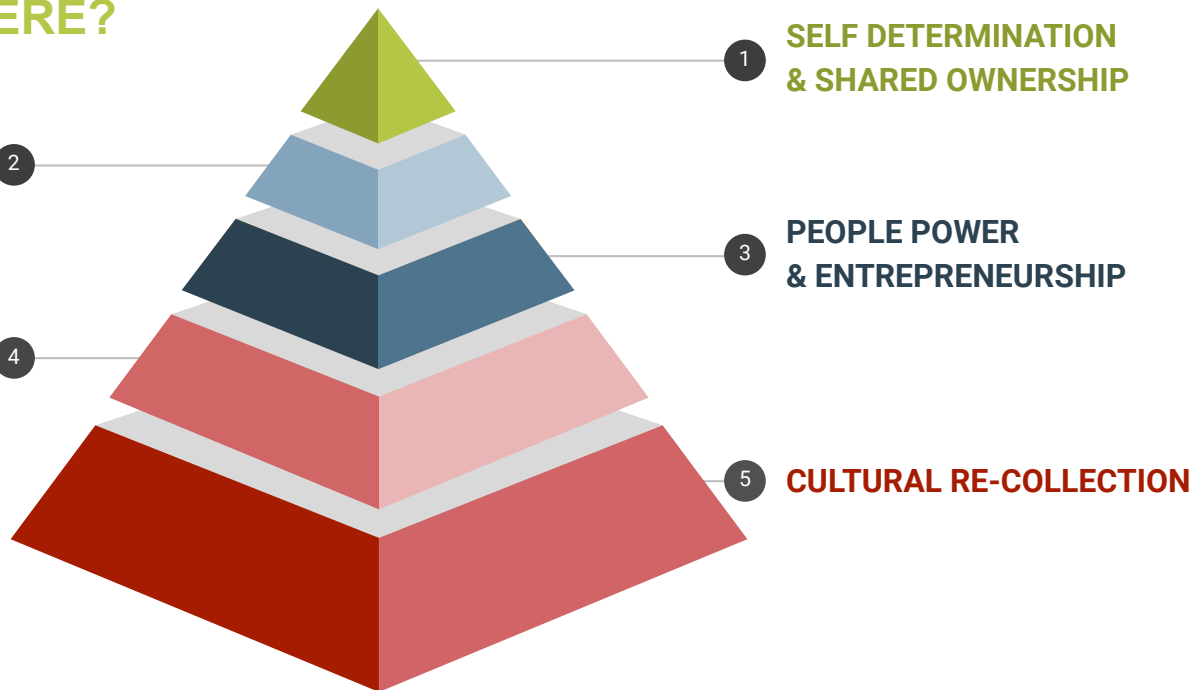 ERE?
1
SELF DETERMINATION
& SHARED OWNERSHIP
2
3
PEOPLE POWER
& ENTREPRENEURSHIP
4
5
CULTURAL RE-COLLECTION